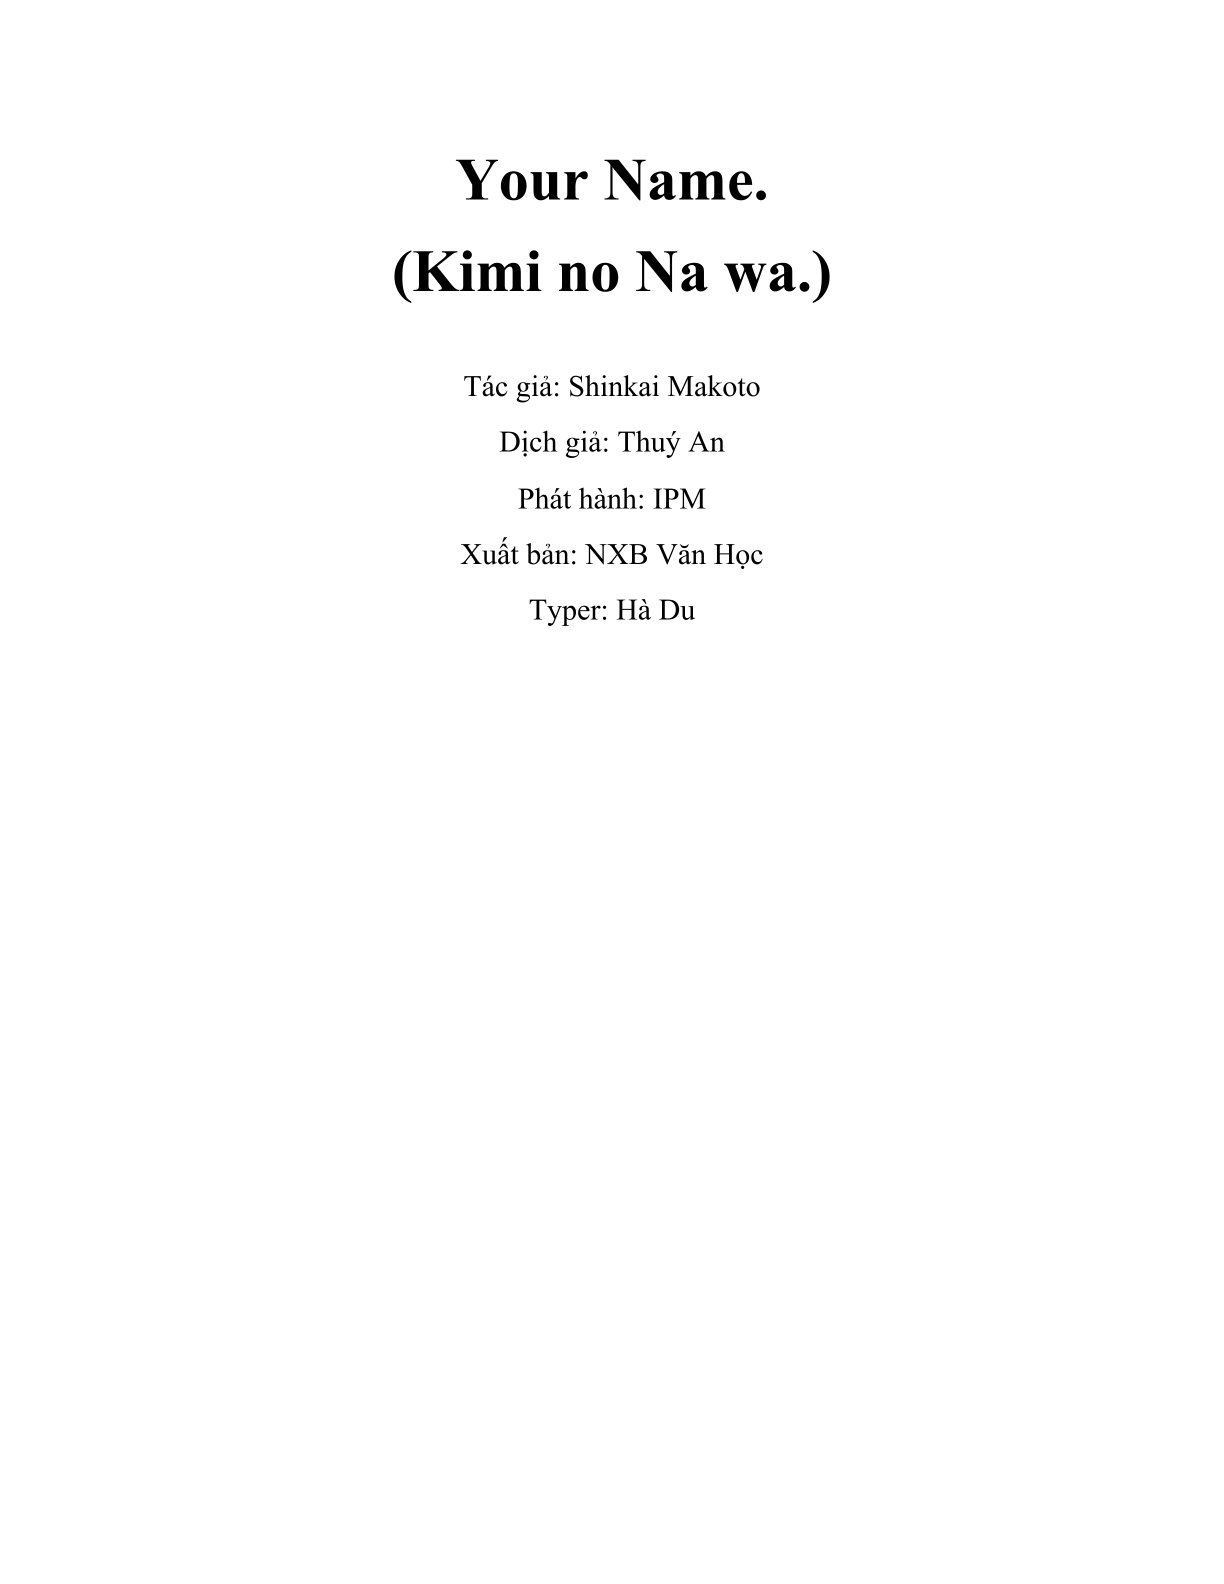 Your Name.
(Kimi no Na wa.)
Tác giả: Shinkai Makoto
Dịch giả: Thuý An
Phát hành: IPM
Xuất bản: NXB Văn Học
Typer: Hà Du